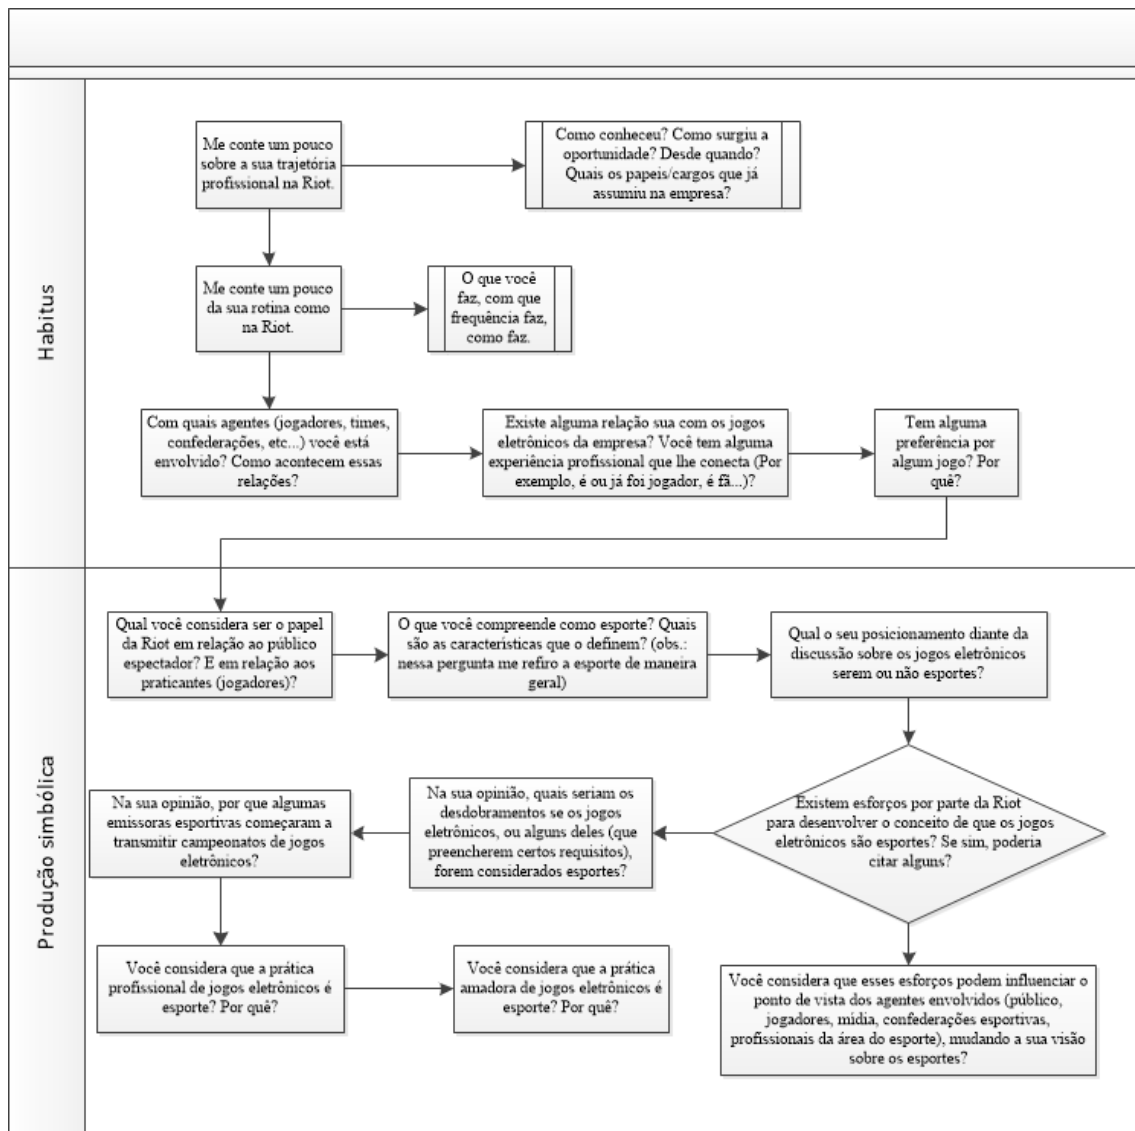 Habitus
Me conte um pouco
sobre a sua trajetória
profissional na Riot.
Como conheceu? Como surgiu a
oportunidade? Desde quando?
Quais os papeis/cargos que já
assumiu na empresa?
Me conte um pouco
da sua rotina como
na Riot.
O que você
faz, com que
frequência faz,
como faz.
Com quais agentes (jogadores, times,
confederações, etc...) você está
envolvido? Como acontecem essas
relações?
Existe alguma relação sua com os jogos
eletrônicos da empresa? Você tem alguma
experiência profissional que lhe conecta (Por
exemplo, é ou já foi jogador, é fã...)?
Tem alguma
preferência por
algum jogo? Por
quê?
Produção simbólica
Qual você considera ser o papel
da Riot em relação ao público
espectador? E em relação aos
praticantes (jogadores)?
O que você compreende como esporte? Quais
são as características que o definem? (obs.:
nessa pergunta me refiro a esporte de maneira
geral)
Qual o seu posicionamento diante da
discussão sobre os jogos eletrônicos
serem ou não esportes?
Existem esforços por parte da Riot
para desenvolver o conceito de que os jogos
eletrônicos são esportes? Se sim, poderia
citar alguns?
Na sua opinião, quais seriam os
desdobramentos se os jogos
eletrônicos, ou alguns deles (que
preencherem certos requisitos),
forem considerados esportes?
Na sua opinião, por que algumas
emissoras esportivas começaram a
transmitir campeonatos de jogos
eletrônicos?
Você considera que a prática
profissional de jogos eletrônicos é
esporte? Por quê?
Você considera que a prática
amadora de jogos eletrônicos é
esporte? Por quê?
Você considera que esses esforços podem influenciar o
ponto de vista dos agentes envolvidos (público,
jogadores, mídia, confederações esportivas,
profissionais da área do esporte), mudando a sua visão
sobre os esportes?